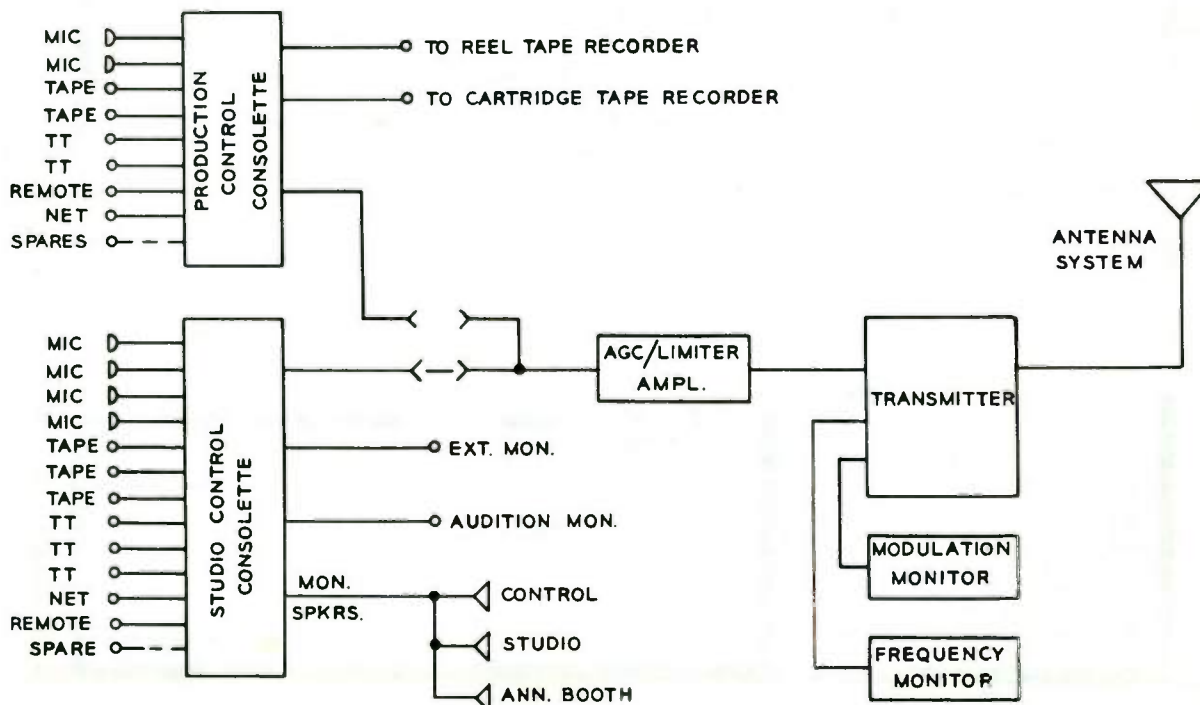 MIC
MIC
TAPE
TAPE
TT
TT
REMOTE
NET
SPARES
PRODUCTION
CONTROL
CONSOLETTE
TO REEL TAPE RECORDER
TO CARTRIDGE TAPE RECORDER
MIC
MIC
MIC
MIC
TAPE
TAPE
TAPE
TT
TT
TT
NET
REMOTE
SPARE
STUDIO CONTROL
CONSOLETTE
EXT. MON.
AUDITION MON.
MON.
SPKRS.
CONTROL
STUDIO
ANN. BOOTH
AGC/LIMITER
AMPL.
TRANSMITTER
ANTENNA
SYSTEM
MODULATION
MONITOR
FREQUENCY
MONITOR